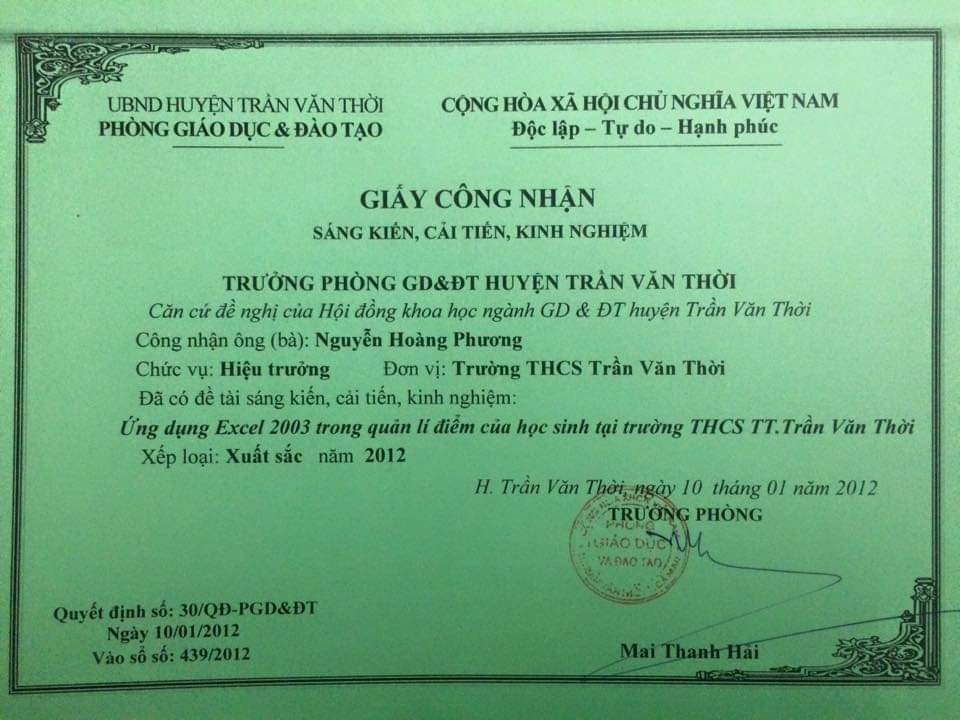 UBND HUYỆN TRẦN VĂN THỜI
PHÒNG GIÁO DỤC & ĐÀO TẠO
CỘNG HÒA XÃ HỘI CHỦ NGHĨA VIỆT NAM
Độc lập – Tự do – Hạnh phúc
GIẤY CÔNG NHẬN
SÁNG KIẾN, CẢI TIẾN, KINH NGHIỆM
TRƯỞNG PHÒNG GD&ĐT HUYỆN TRẦN VĂN THỜI
Căn cứ đề nghị của Hội đồng khoa học ngành GD & ĐT huyện Trần Văn Thời
Công nhận ông (bà): Nguyễn Hoàng Phương
Chức vụ: Hiệu trưởng Đơn vị: Trường THCS Trần Văn Thời
Đã có đề tài sáng kiến, cải tiến, kinh nghiệm:
Ứng dụng Excel 2003 trong quản lí điểm của học sinh tại trường THCS TT.Trần Văn Thời
Xếp loại: Xuất sắc năm 2012
H. Trần Văn Thời, ngày 10 tháng 01 năm 2012
TRƯỞNG PHÒNG
PHÒNG
GIÁO DỤC
VÀ ĐÀO TẠO
Mai Thanh Hải
Quyết định số: 30/QĐ-PGD&ĐT
Ngày 10/01/2012
Vào sổ số: 439/2012